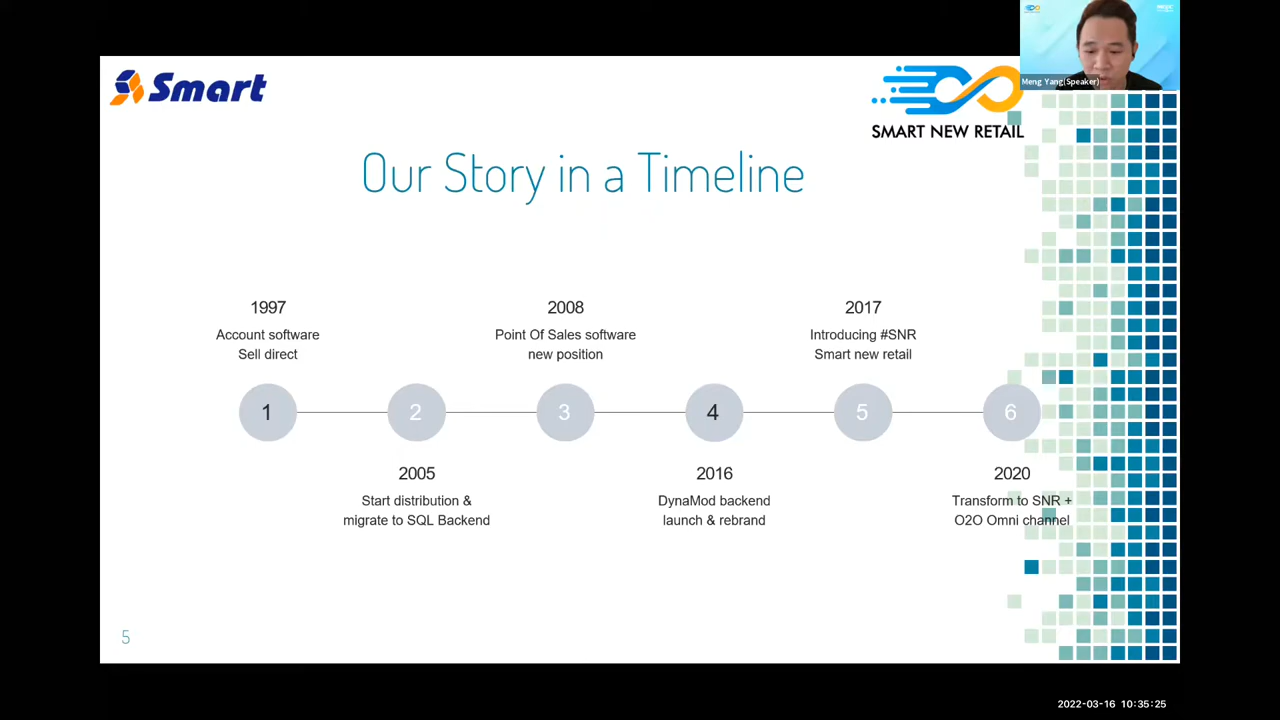 Smart
SMART NEW RETAIL
Meng Yang(Speaker)
Our Story in a Timeline
1997
Account software
Sell direct
2008
Point Of Sales software
new position
2017
Introducing #SNR
Smart new retail
1
2
3
4
5
6
2005
Start distribution &
migrate to SQL Backend
2016
DynaMod backend
launch & rebrand
2020
Transform to SNR +
O2O Omni channel
5
2022-03-16 10:35:25